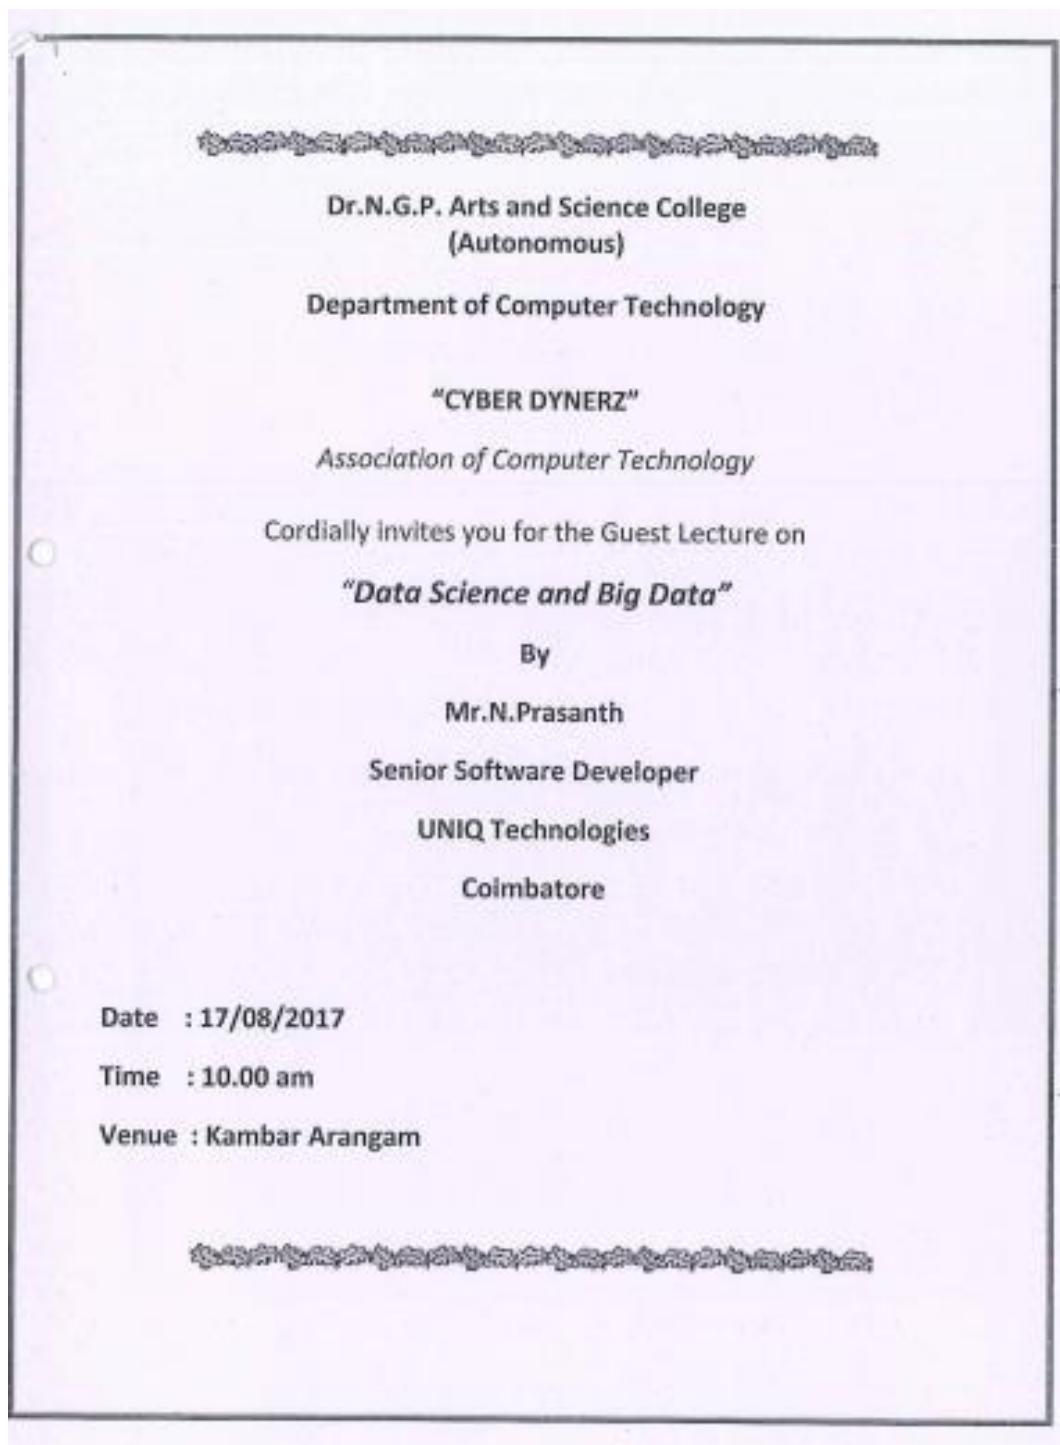 Dr.N.G.P. Arts and Science College
(Autonomous)
Department of Computer Technology
“CYBER DYNERZ”
Association of Computer Technology
Cordially invites you for the Guest Lecture on
“Data Science and Big Data”
By
Mr.N.Prasanth
Senior Software Developer
UNIQ Technologies
Coimbatore
Date : 17/08/2017
Time : 10.00 am
Venue : Kambar Arangam